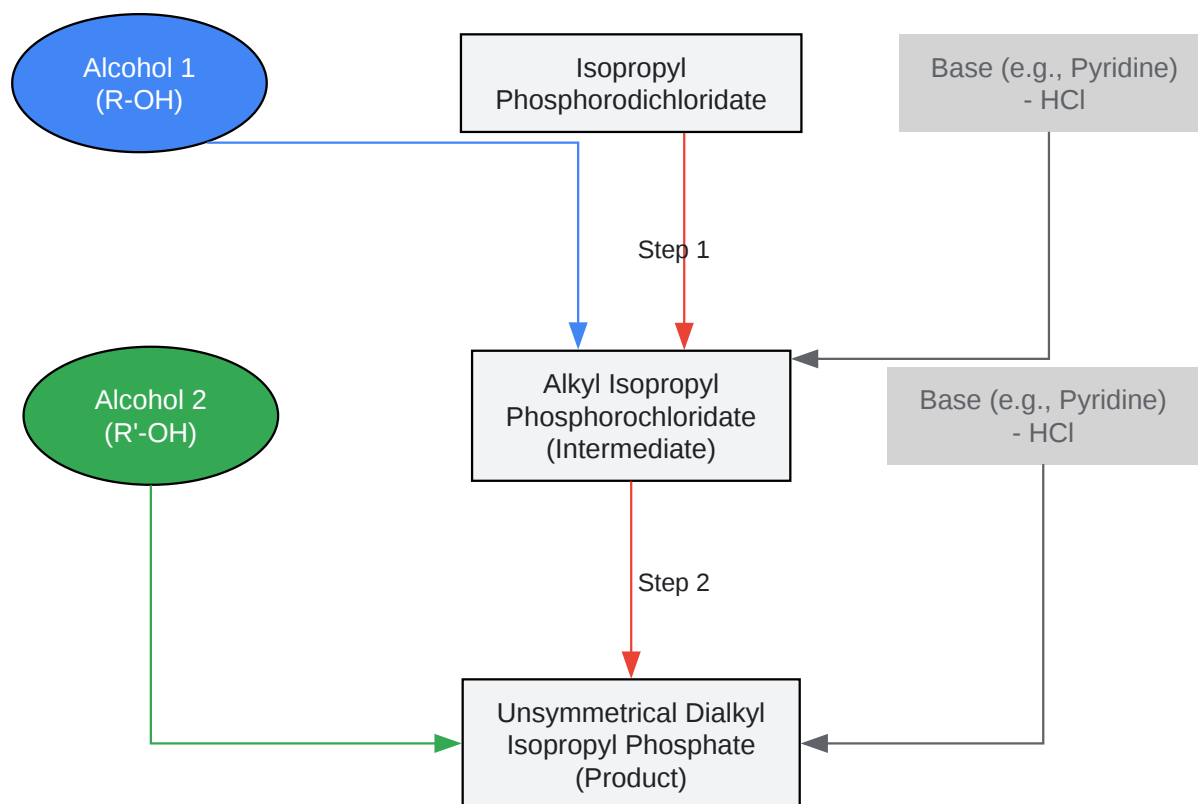 Alcohol 1
(R-OH)
Isopropyl
Phosphorodichloridate
Base (e.g., Pyridine)
- HCl
Step 1
Alcohol 2
(R'-OH)
Alkyl Isopropyl
Phosphorochloridate
(Intermediate)
Base (e.g., Pyridine)
- HCl
Step 2
Unsymmetrical Dialkyl
Isopropyl Phosphate
(Product)